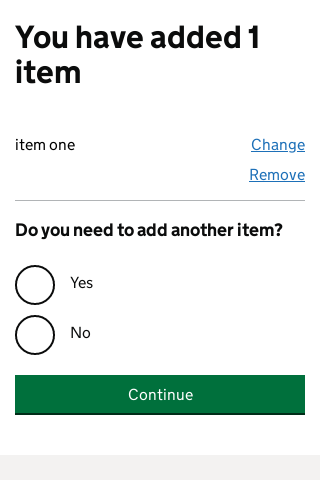 You have added 1
item
item one
Change
Remove
Do you need to add another item?
Yes
No
Continue